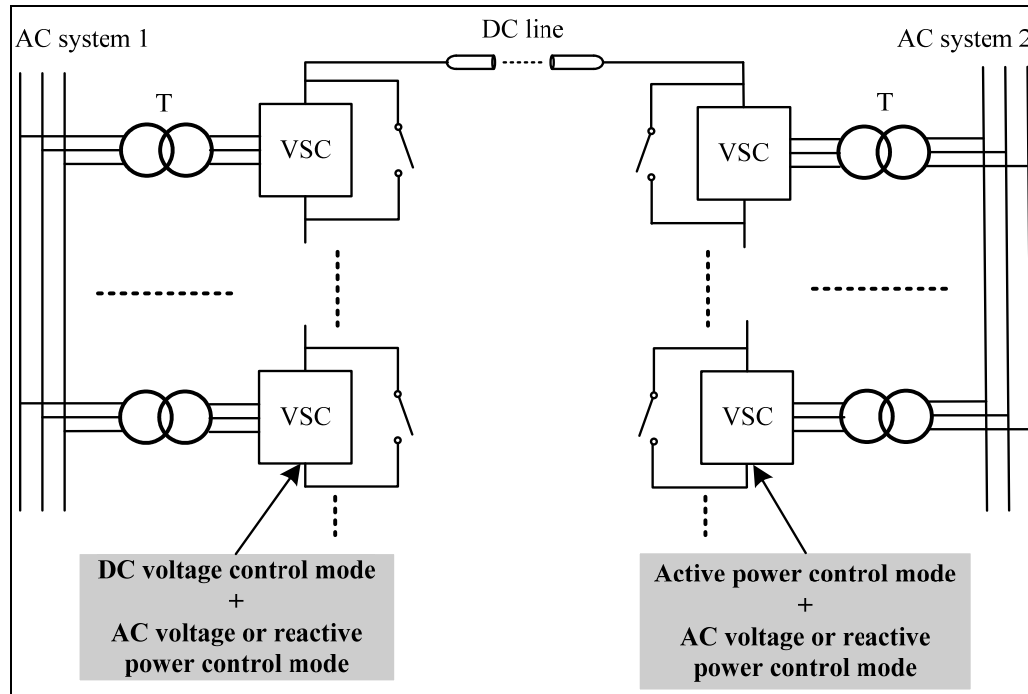 DC line
AC system 1
AC system 2
T
T
VSC
VSC
VSC
VSC
DC voltage control mode
+
AC voltage or reactive
power control mode
Active power control mode
+
AC voltage or reactive
power control mode